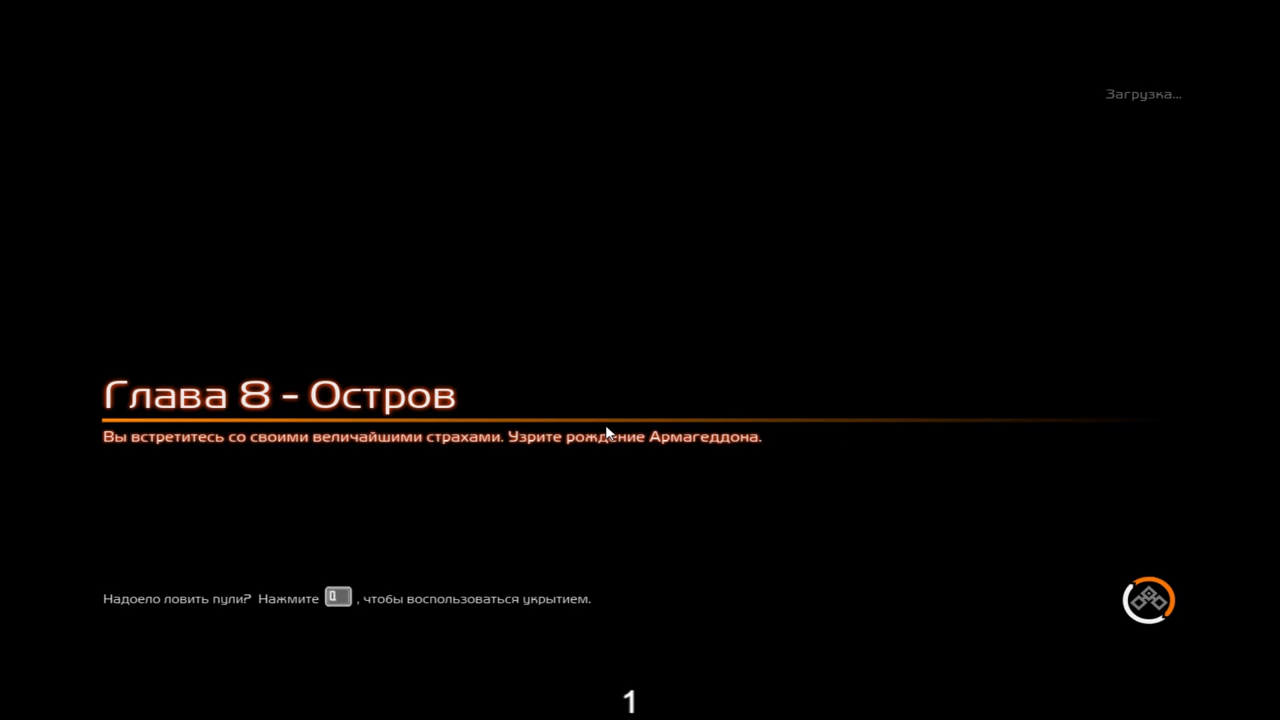 Загрузка...
Глава 8 - Остров
Вы встретитесь со своими величайшими страхами. Узрите рождение Армагеддона.
Надоело ловить пули? Нажмите Q , чтобы воспользоваться укрытием.
1